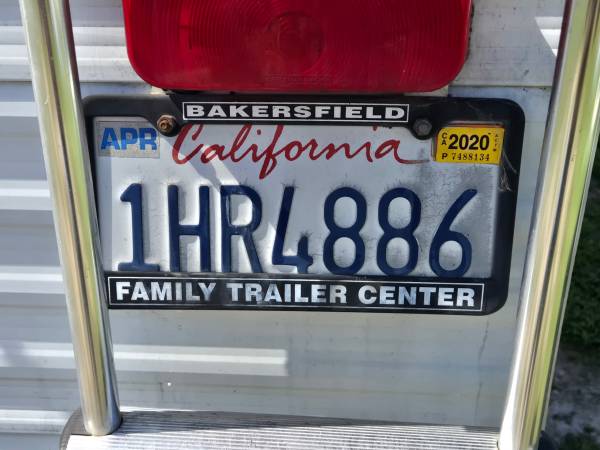 BAKERSFIELD
APR California CA P 2020 7488134
1HR4886
FAMILY TRAILER CENTER